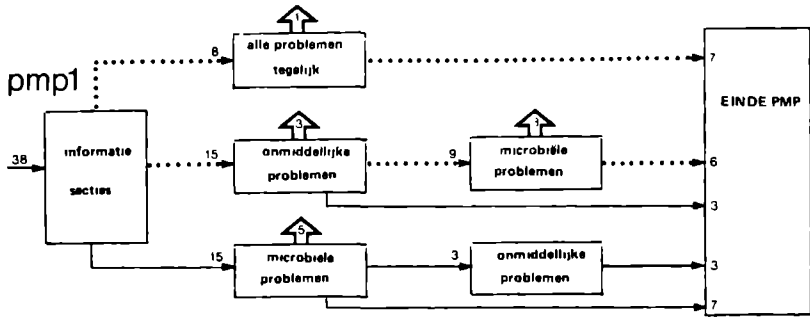 1
8
alle problemen
tegelijk
7
pmp1
EINDE PMP
38
informatie
secties
15
3
onmiddellijke
problemen
9
microbiële
problemen
6
3
15
5
microbiele
problemen
3
onmiddellijke
problemen
3
7